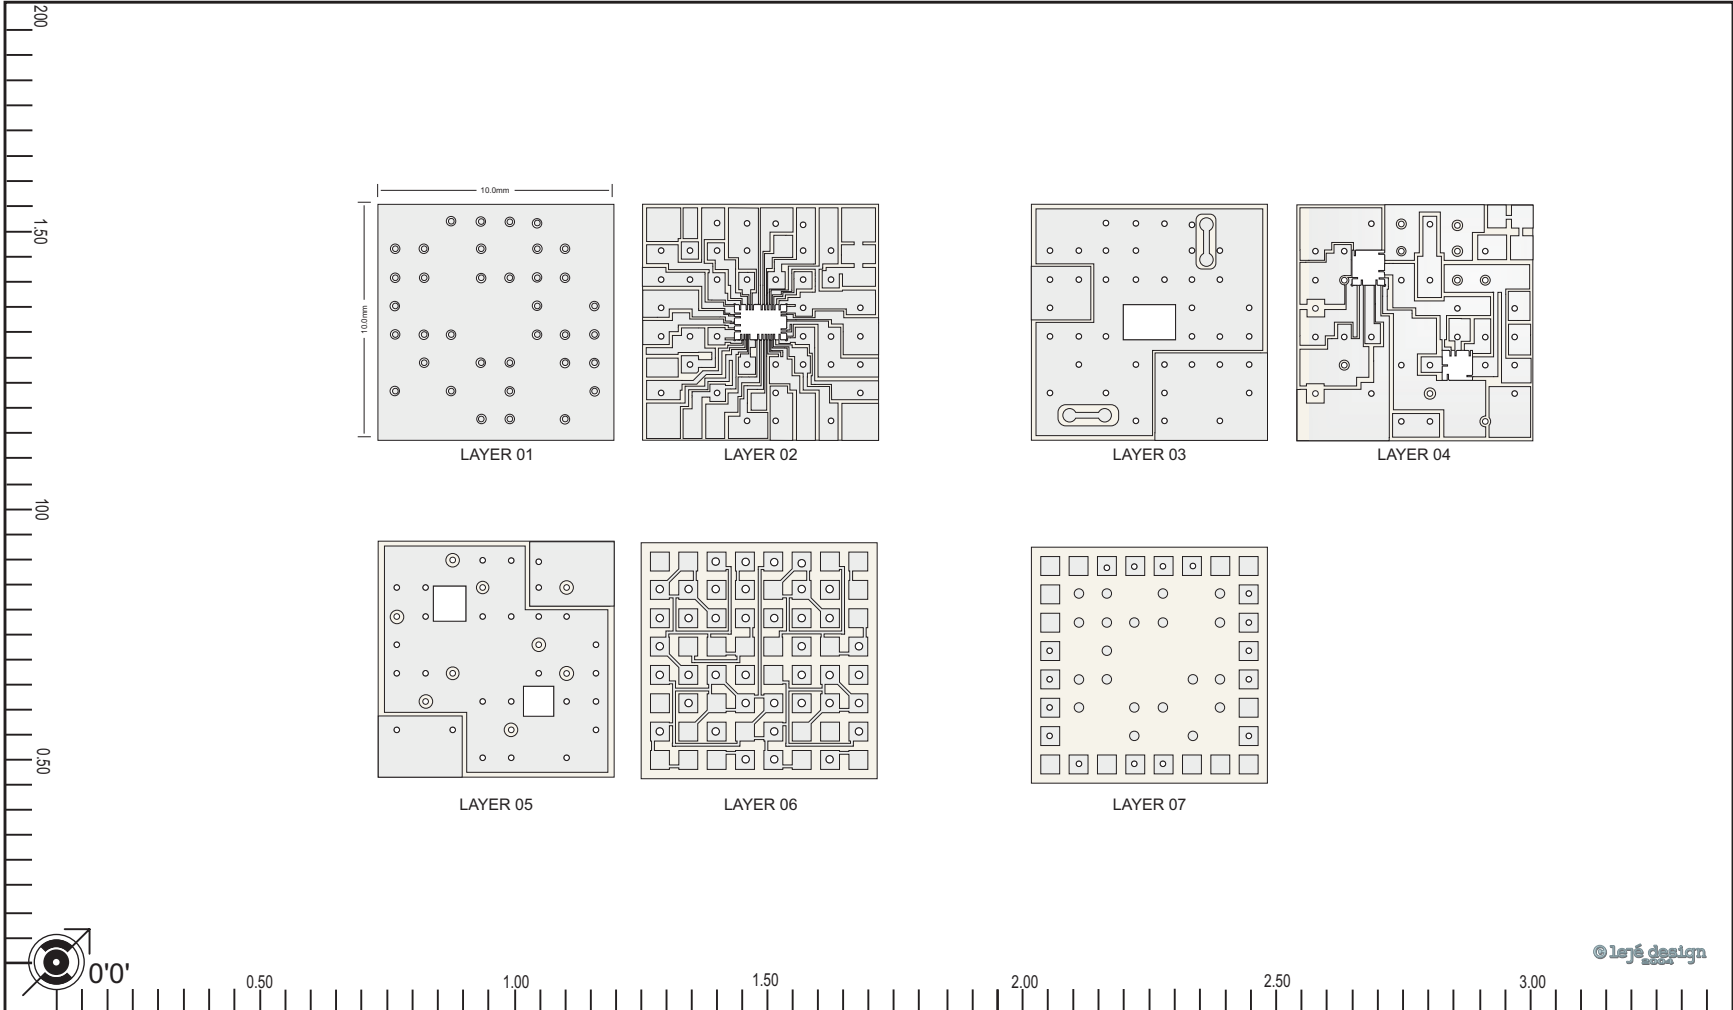 200
10.0mm
1.50
10.0mm
LAYER 01
LAYER 02
LAYER 03
LAYER 04
100
0.50
LAYER 05
LAYER 06
LAYER 07
© lejé design
2004
0'0'
0.50
1.00
1.50
2.00
2.50
3.00